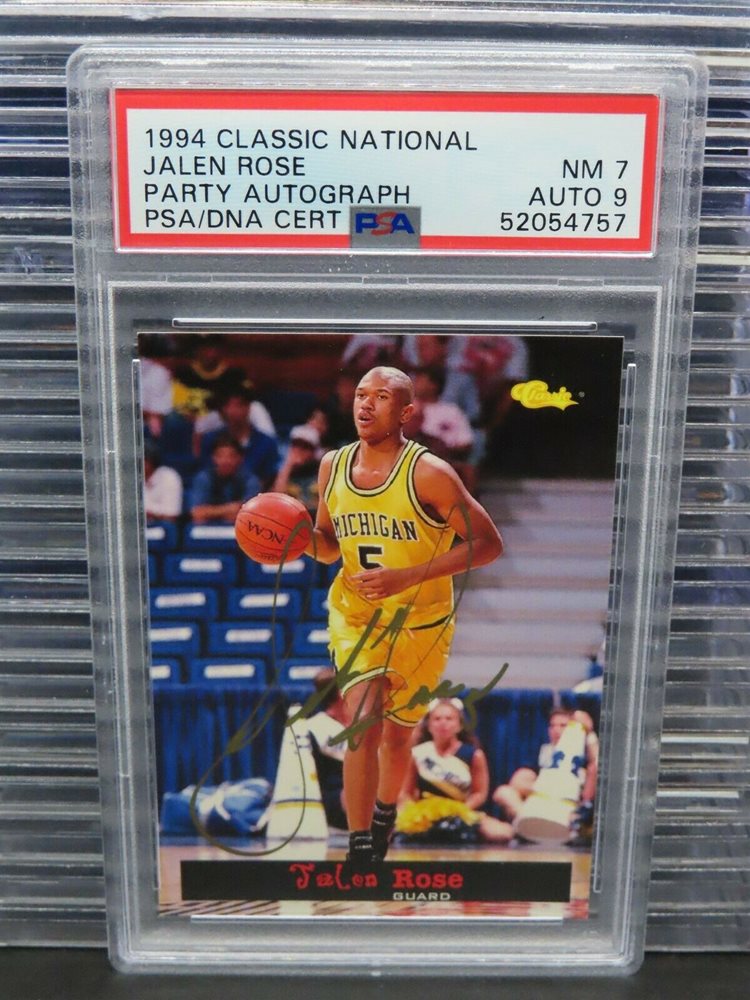 1994 CLASSIC NATIONAL
JALEN ROSE NM 7
PARTY AUTOGRAPH AUTO 9
PSA/DNA CERT PSA 52054757
Classic
NCAA
MICHIGAN
5
Jalen Rose
GUARD